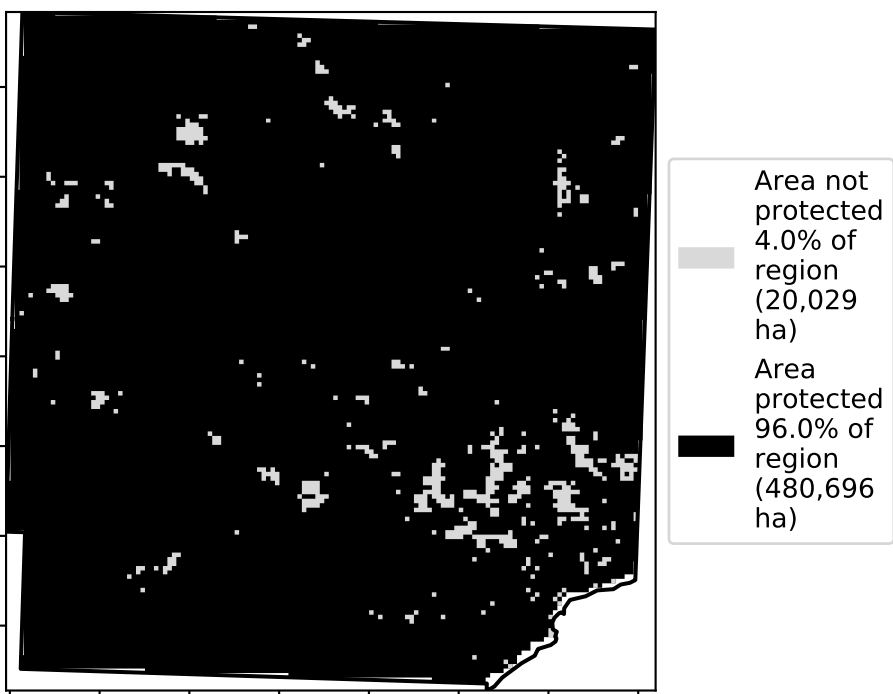 Area not
protected
4.0% of
region
(20,029
ha)
Area
protected
96.0% of
region
(480,696
ha)